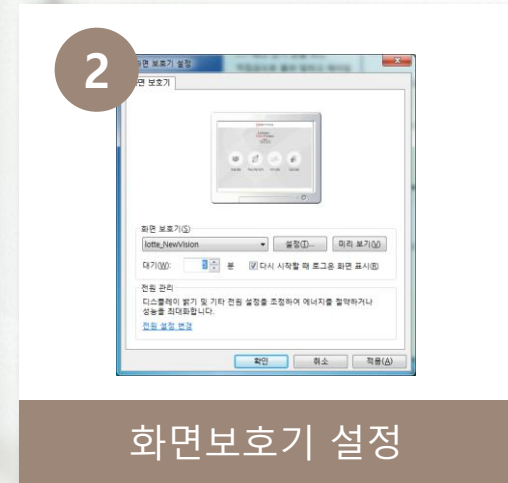 2
화면 보호기 설정
화면 보호기
화면 보호기(S)
lotte_NewVision
설정(T)...
미리 보기(V)
대기(W):
분
다시 시작할 때 로그온 화면 표시(R)
전원 관리
디스플레이 밝기 및 기타 전원 설정을 조정하여 에너지를 절약하거나
성능을 최대화합니다.
전원 설정 변경
확인
취소
적용(A)
화면보호기 설정